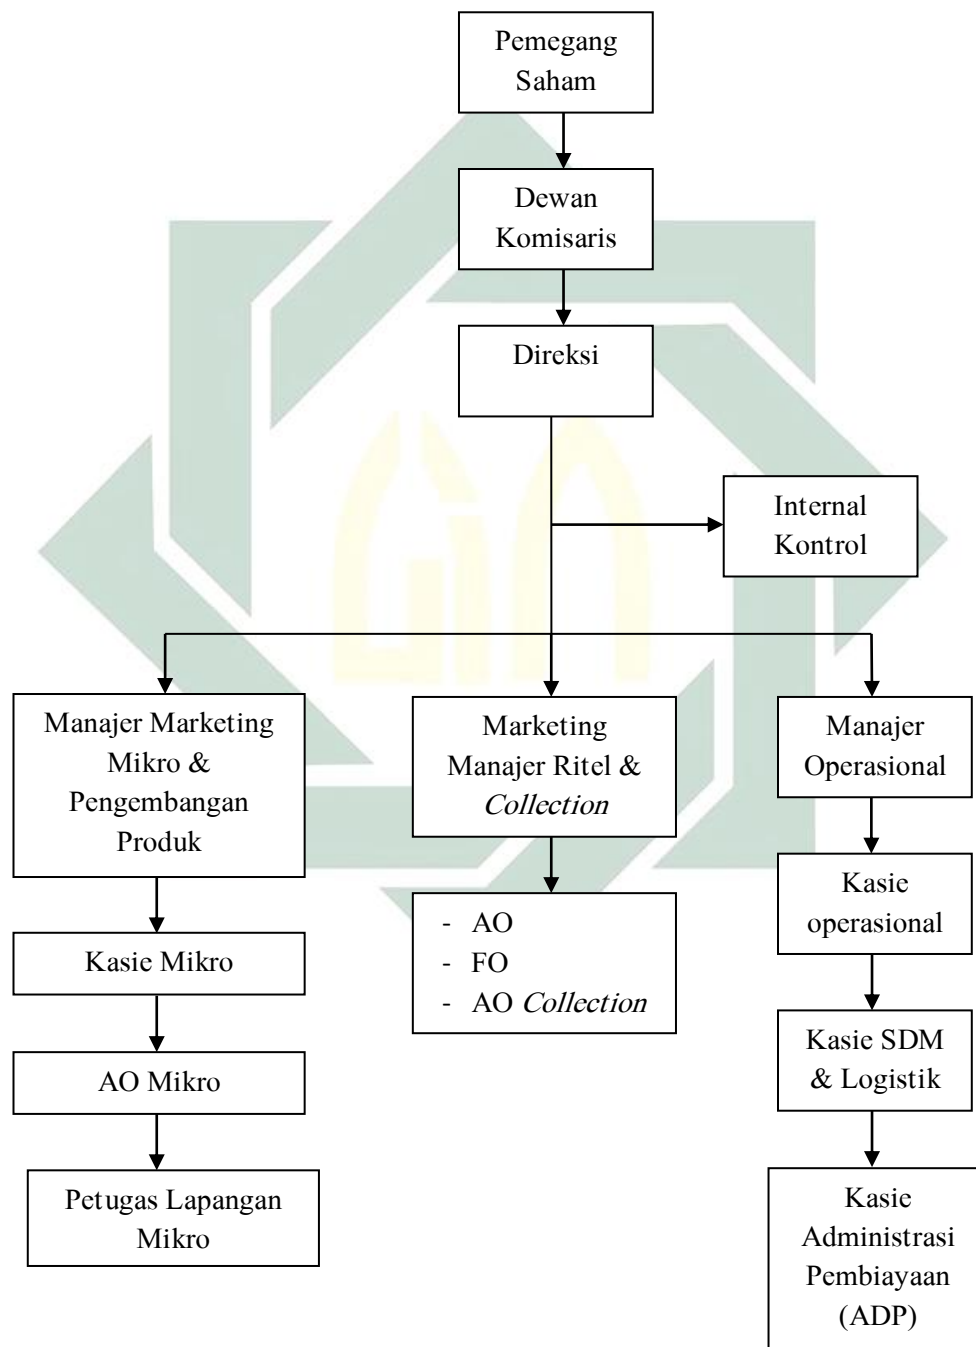 Pemegang
Saham
Dewan
Komisaris
Direksi
Internal
Kontrol
Manajer Marketing
Mikro &
Pengembangan
Produk
Kasie Mikro
AO Mikro
Petugas Lapangan
Mikro
Marketing
Manajer Ritel &
Collection
- AO
- FO
- AO Collection
Manajer
Operasional
Kasie
operasional
Kasie SDM
& Logistik
Kasie
Administrasi
Pembiayaan
(ADP)